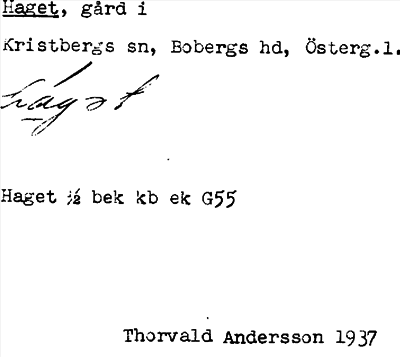 Haget, gård i
Kristbergs sn, Bobergs hd, Österg.l.
Haget ½ bek kb ek G55
Thorvald Andersson 1937